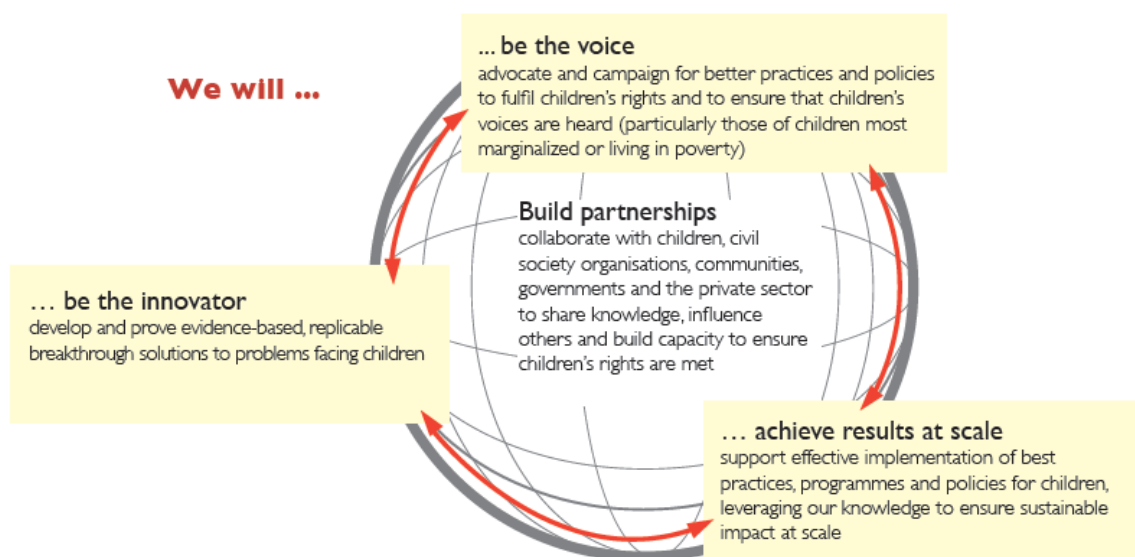 We will ...
... be the voice
advocate and campaign for better practices and policies
to fulfil children's rights and to ensure that children's
voices are heard (particularly those of children most
marginalized or living in poverty)
Build partnerships
collaborate with children, civil
society organisations, communities,
governments and the private sector
to share knowledge, influence
others and build capacity to ensure
children's rights are met
… be the innovator
develop and prove evidence-based, replicable
breakthrough solutions to problems facing children
… achieve results at scale
support effective implementation of best
practices, programmes and policies for children,
leveraging our knowledge to ensure sustainable
impact at scale